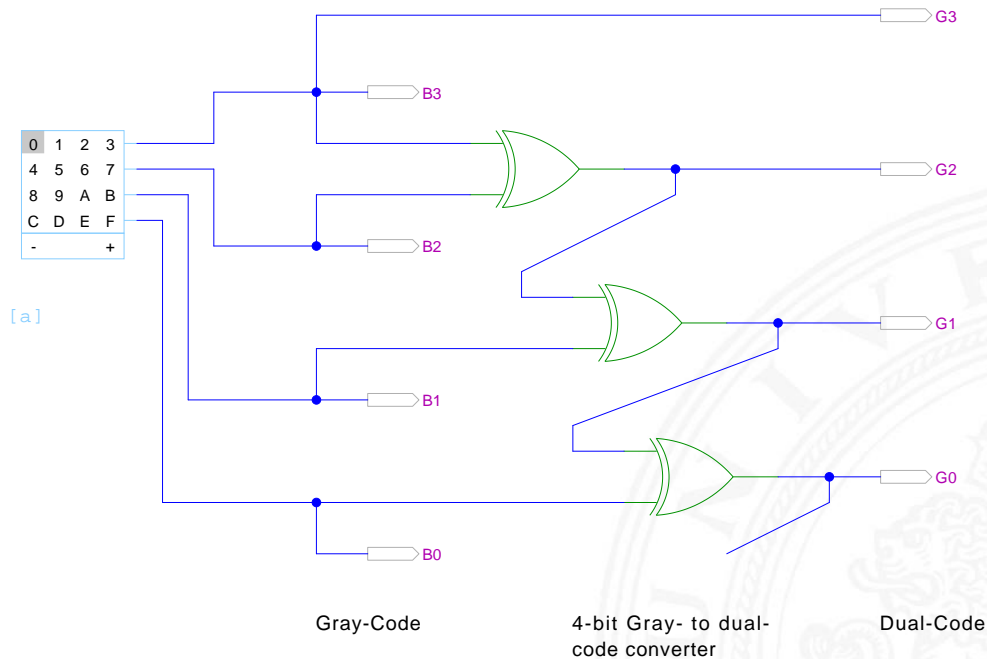 G3
B3
0 1 2 3
4 5 6 7
8 9 A B
C D E F
- +
G2
B2
[a]
G1
B1
G0
B0
Gray-Code
4-bit Gray- to dual-
code converter
Dual-Code